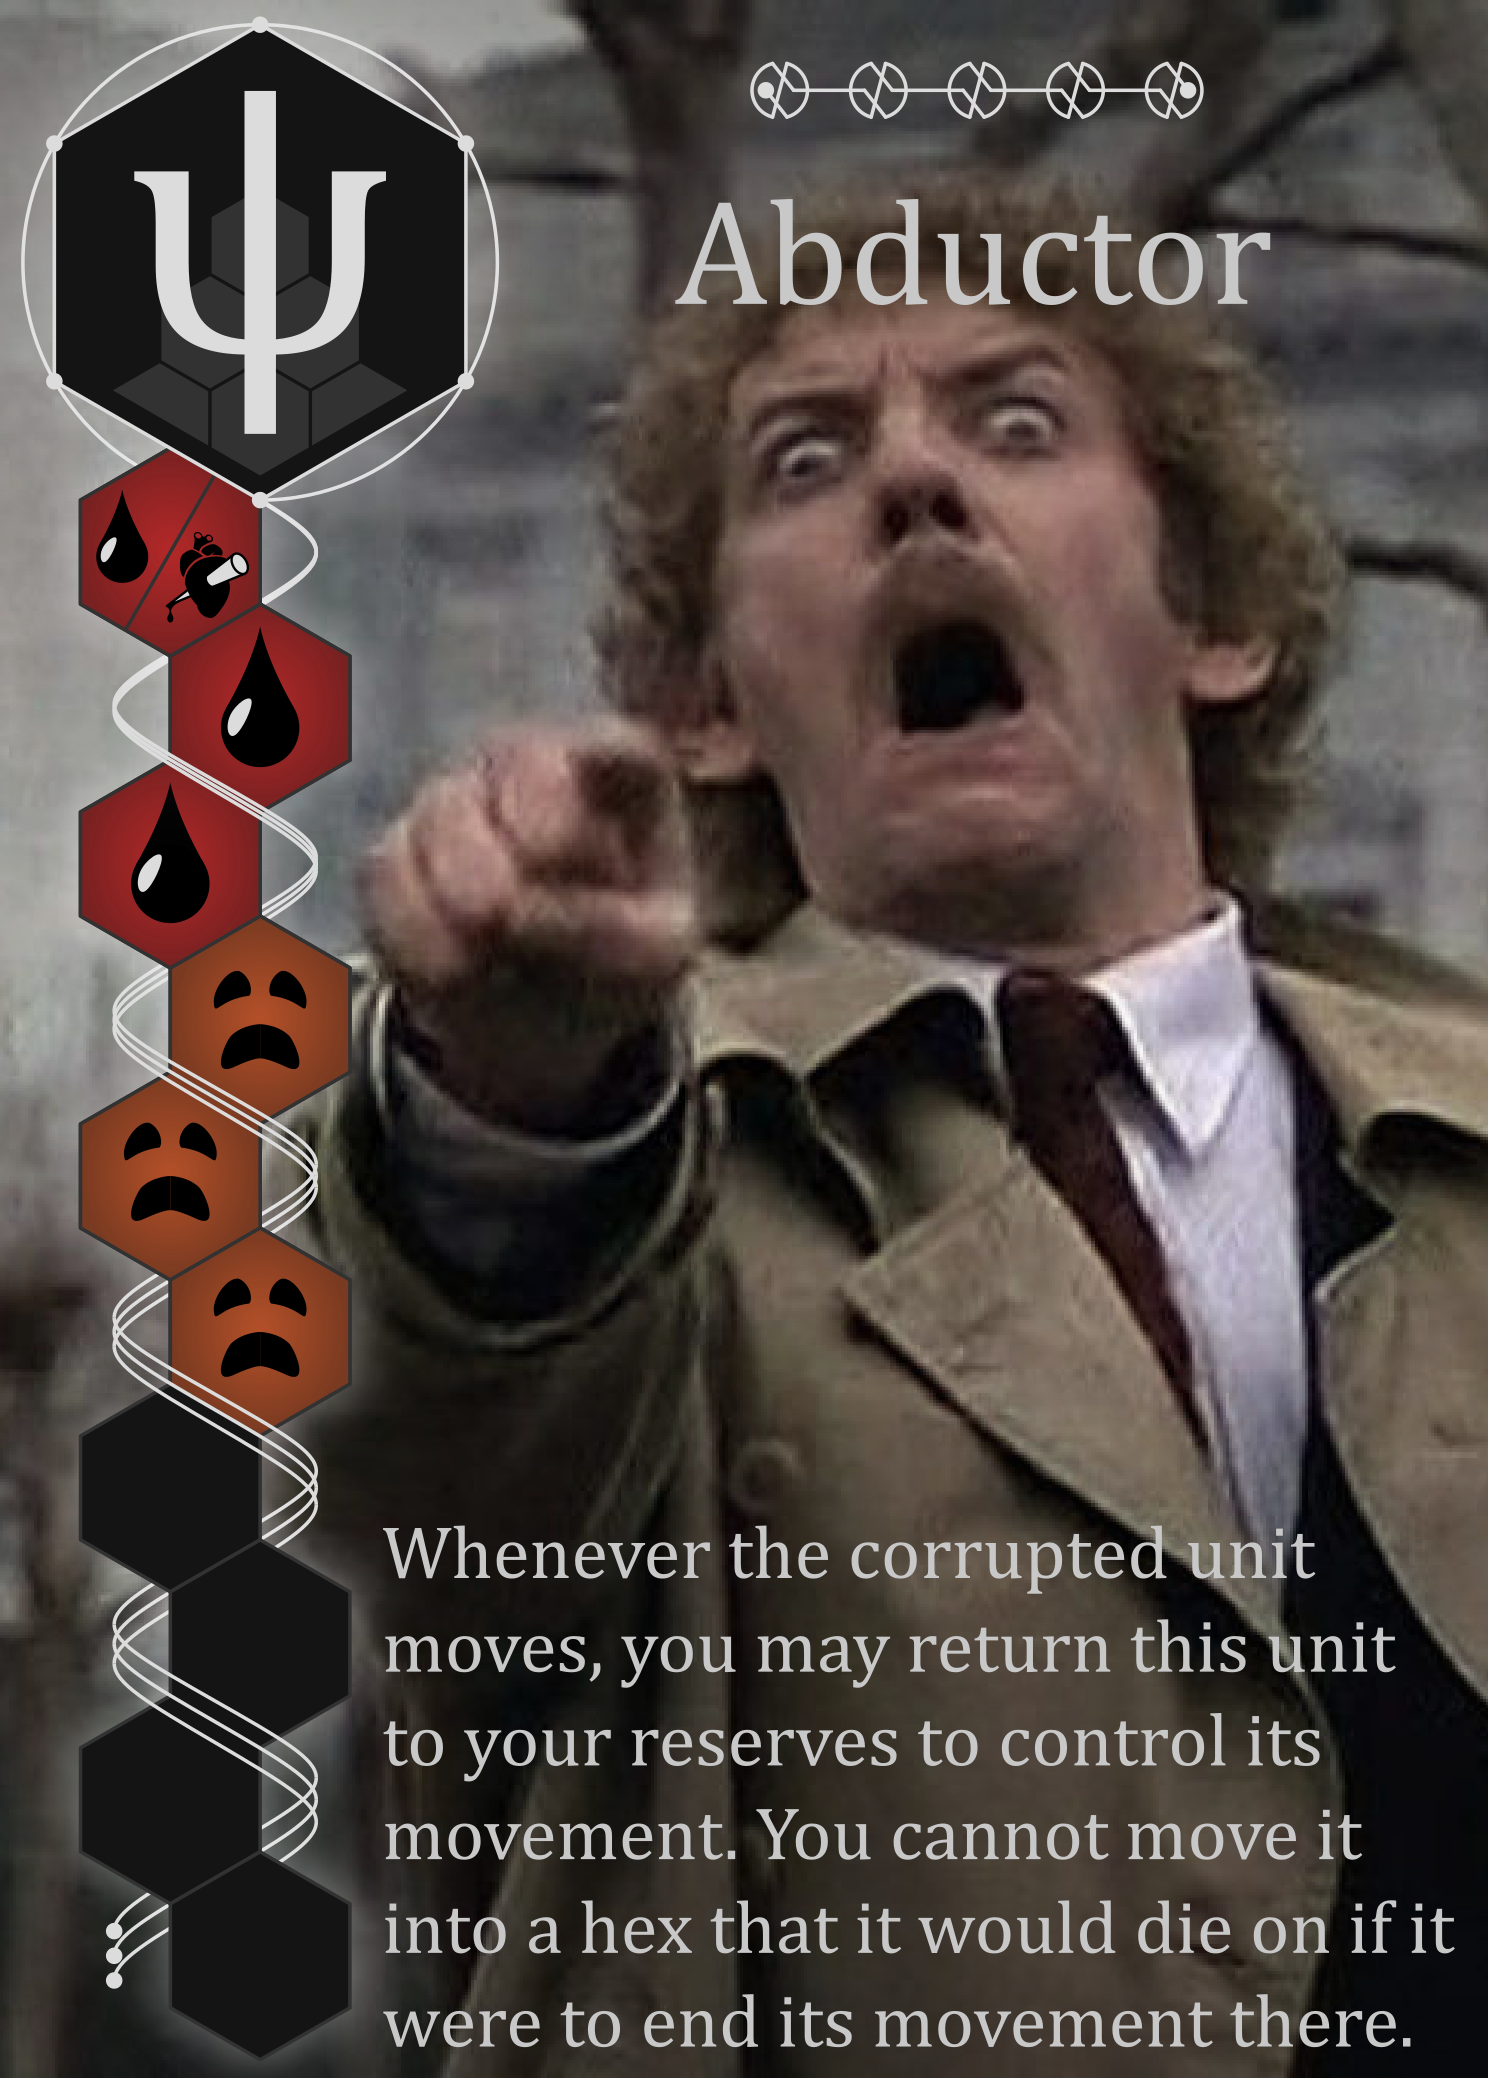 ψ
Abductor
Whenever the corrupted unit
moves, you may return this unit
to your reserves to control its
movement. You cannot move it
into a hex that it would die on if it
were to end its movement there.